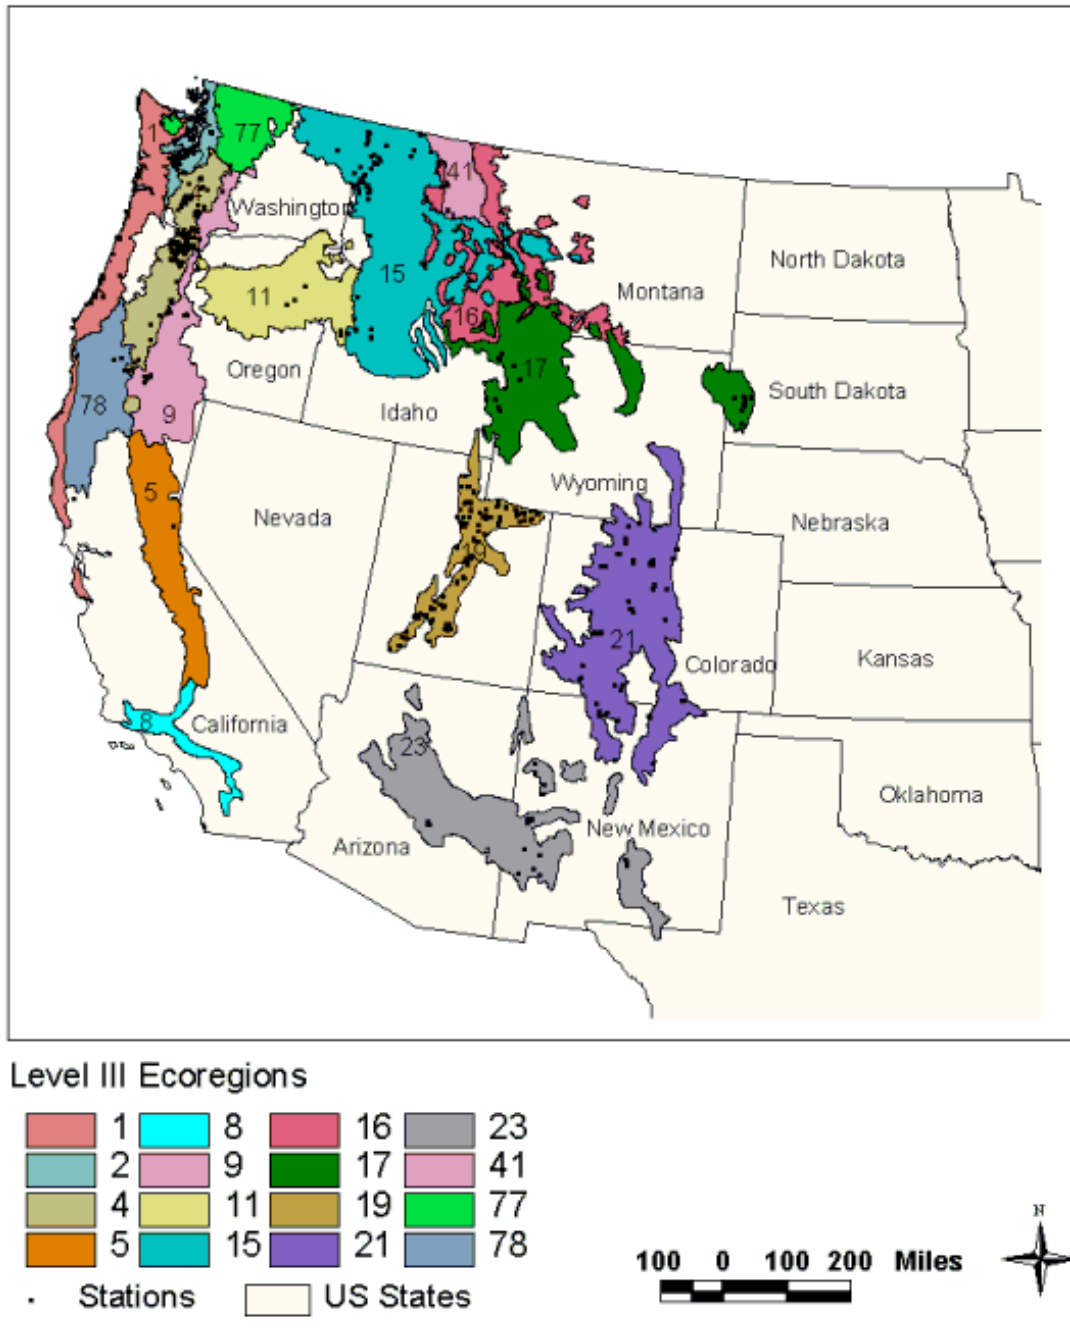 1
77
41
Washington
North Dakota
15
11
Montana
16
Oregon
17
South Dakota
Idaho
78
9
5
Wyoming
Nevada
Nebraska
19
21
Colorado
Kansas
8
California
23
Oklahoma
New Mexico
Arizona
Texas
Level III Ecoregions
1 8 16 23
2 9 17 41
4 11 19 77
5 15 21 78
Stations US States
100 0 100 200 Miles
N